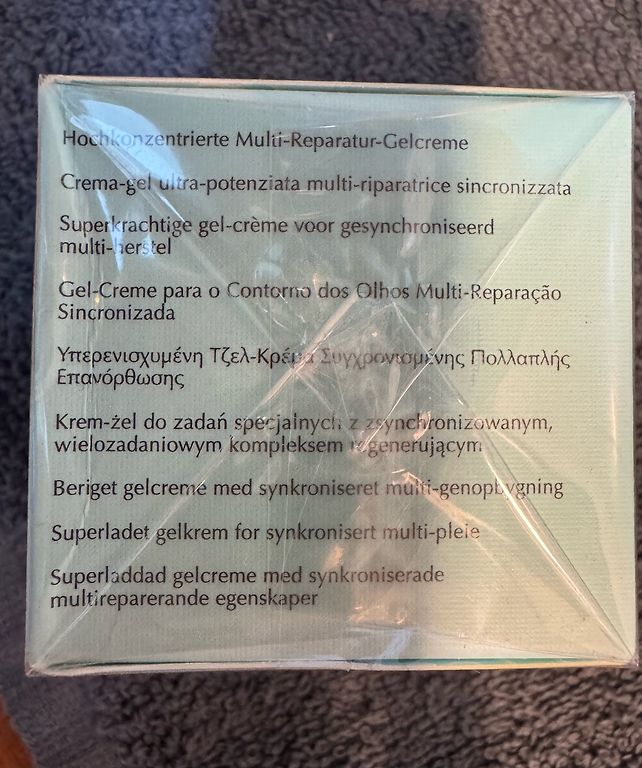 Hochkonzentrierte Multi-Reparatur-Gelcreme
Crema-gel ultra-potenziata multi-riparatrice sincronizzata
Superkrachtige gel-crème voor gesynchroniseerd
multi-herstel
Gel-Creme para o Contorno dos Olhos Multi-Reparação
Sincronizada
Υπερενισχυμένη Τζελ-Κρέμα Συγχρονισμένης Πολλαπλής
Επανόρθωσης
Krem-żel do zadań specjalnych z zsynchronizowanym,
wielozadaniowym kompleksem regenerującym
Beriget gelcreme med synkroniseret multi-genopbygning
Superladet gelkrem for synkronisert multi-pleie
Superladdad gelcreme med synkroniserade
multireparerande egenskaper